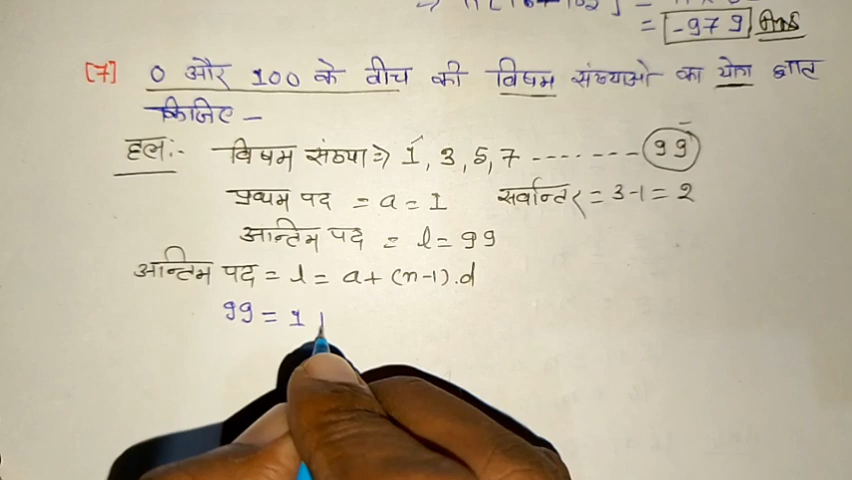 = -979 Ans
[7] 0 और 100 के बीच की विषम संख्याओ का योग ज्ञात
किजिए -
हल:- विषम संख्या ⇒ 1, 3, 5, 7 ------- 99
प्रथम पद = a = 1 सर्वान्तर = 3-1 = 2
अन्तिम पद = l = 99
अन्तिम पद = l = a + (n-1).d
99 = 1